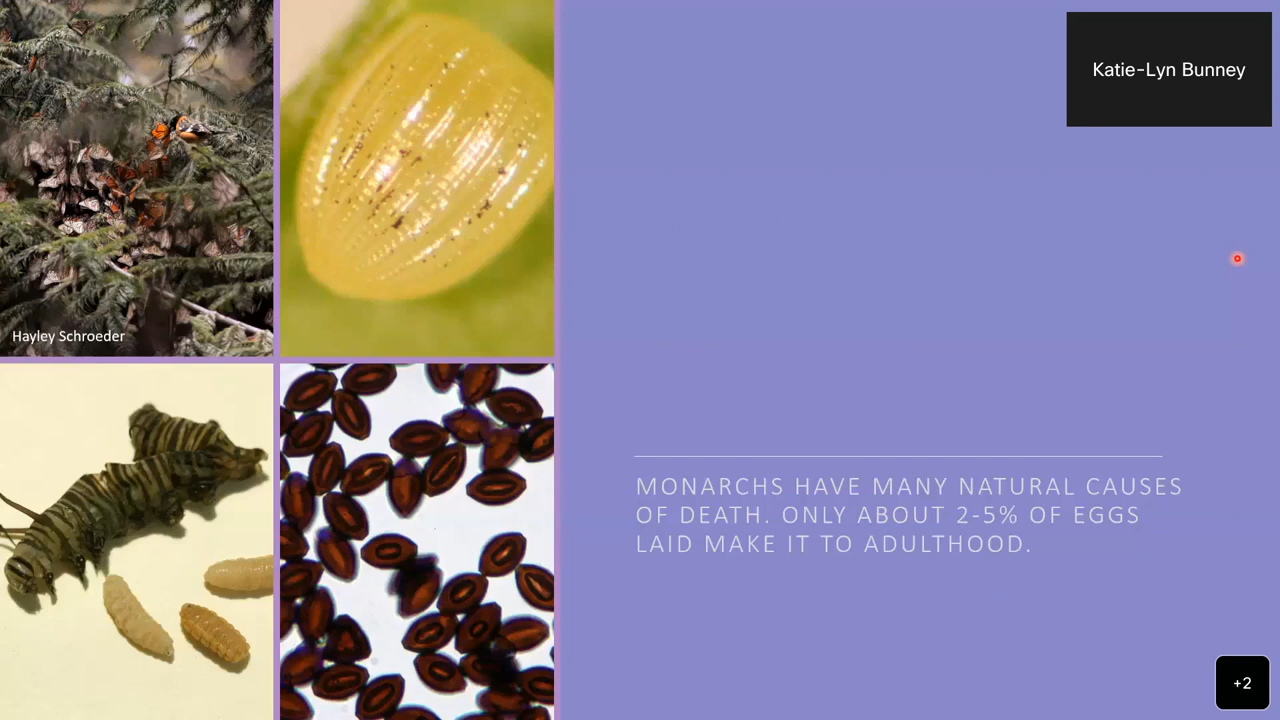 Katie-Lyn Bunney
Hayley Schroeder
MONARCHS HAVE MANY NATURAL CAUSES
OF DEATH. ONLY ABOUT 2-5% OF EGGS
LAID MAKE IT TO ADULTHOOD.
+2